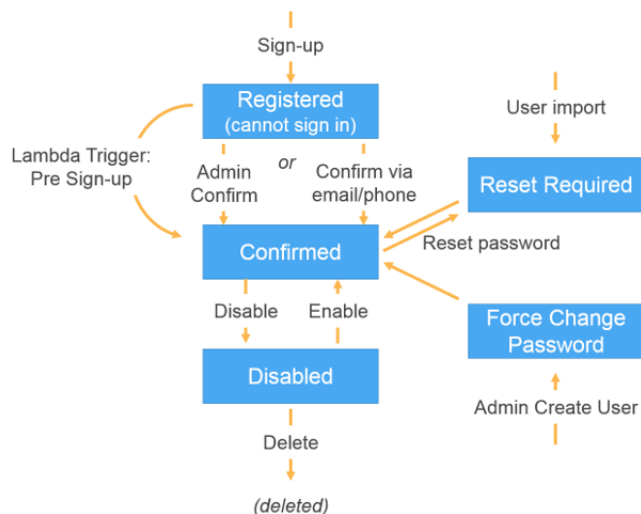 Sign-up
Registered
(cannot sign in)
User import
Lambda Trigger:
Pre Sign-up
Admin
Confirm
or
Confirm via
email/phone
Reset Required
Confirmed
Reset password
Disable
Enable
Force Change
Password
Disabled
Admin Create User
Delete
(deleted)